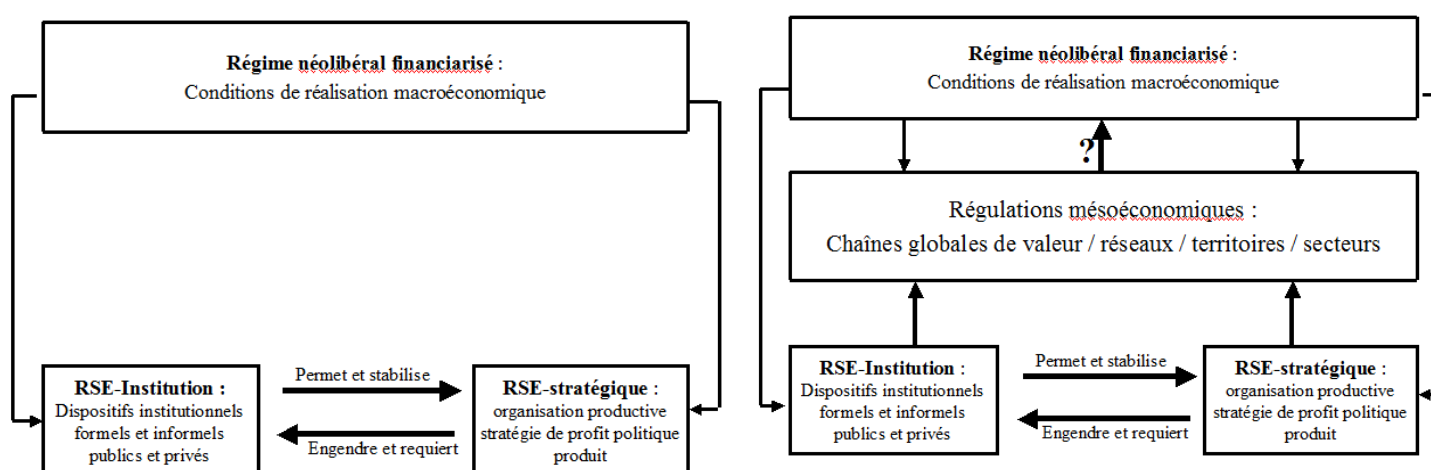 Régime néolibéral financiarisé :
Conditions de réalisation macroéconomique
RSE-Institution :
Dispositifs institutionnels
formels et informels
publics et privés
Permet et stabilise
Engendre et requiert
RSE-stratégique :
organisation productive
stratégie de profit politique
produit
Régime néolibéral financiarisé :
Conditions de réalisation macroéconomique
?
Régulations mésoéconomiques :
Chaînes globales de valeur / réseaux / territoires / secteurs
RSE-Institution :
Dispositifs institutionnels
formels et informels
publics et privés
Permet et stabilise
Engendre et requiert
RSE-stratégique :
organisation productive
stratégie de profit politique
produit